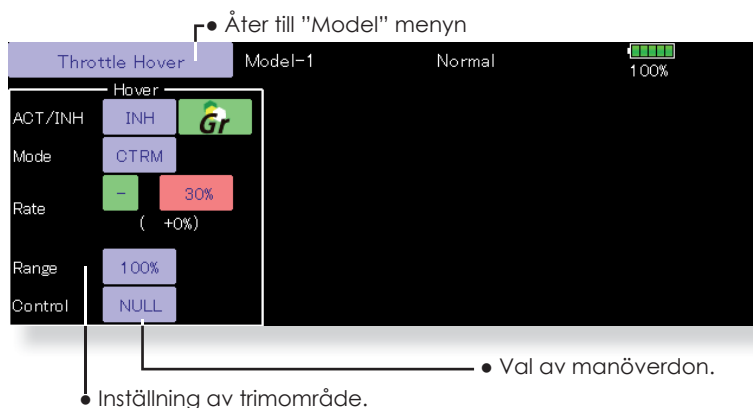 ● Åter till ”Model” menyn
Throttle Hover Model-1 Normal 100%
Hover
ACT/INH INH Gr
Mode CTRM
Rate - 30%
( +0%)
Range 100%
Control NULL
● Val av manöverdon.
● Inställning av trimområde.